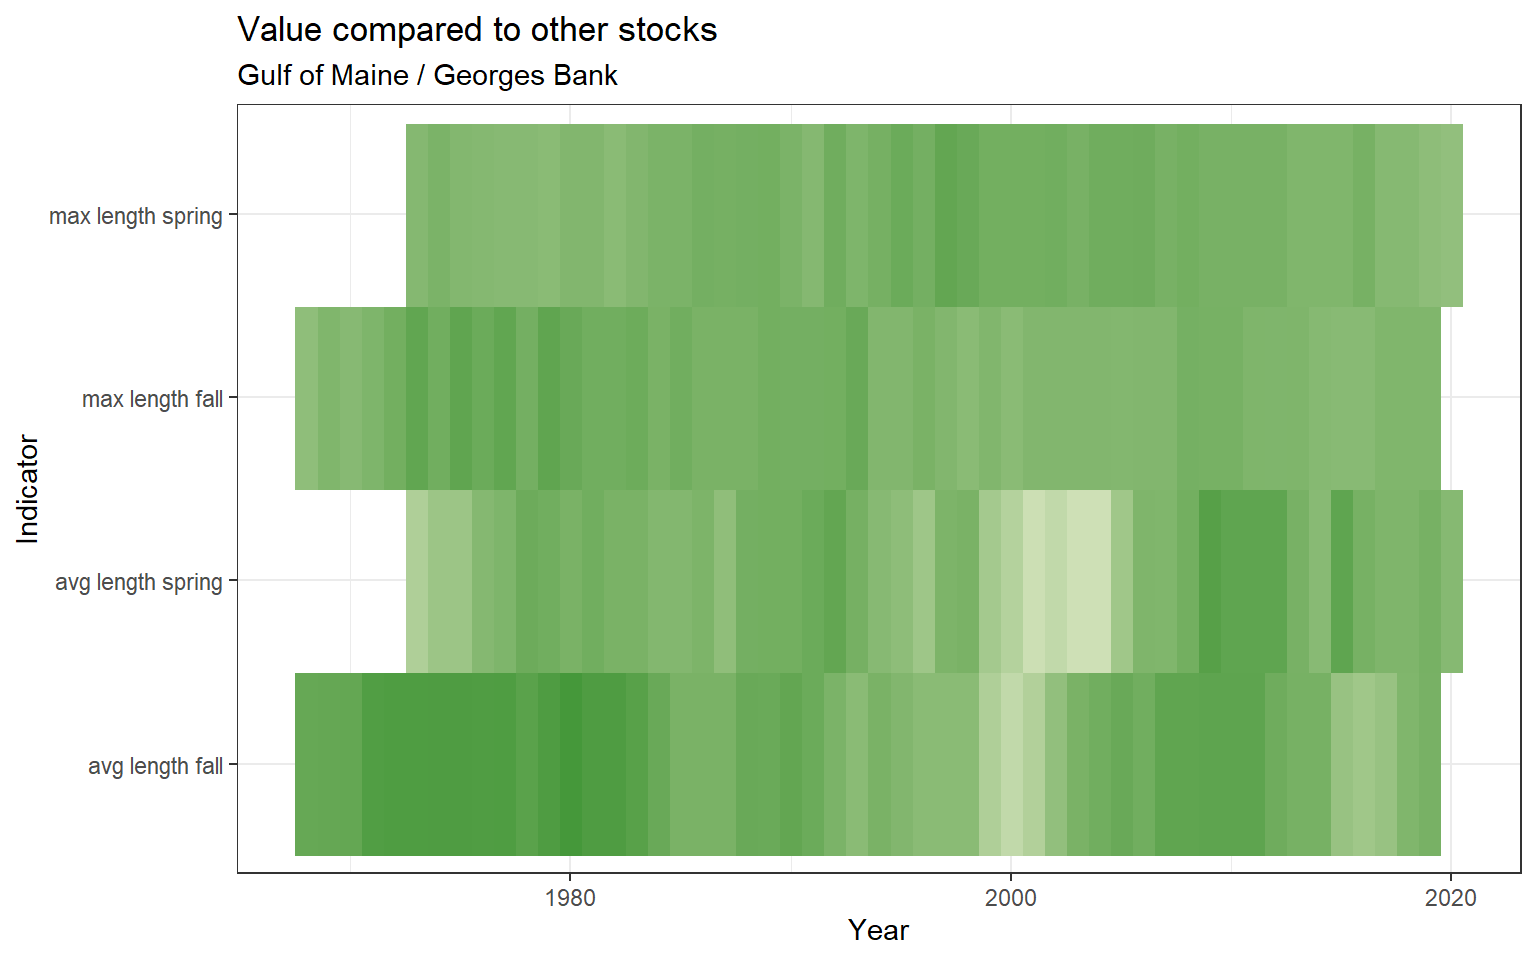 Value compared to other stocks
Gulf of Maine / Georges Bank
max length spring
max length fall
avg length spring
avg length fall
Indicator
1980
2000
2020
Year